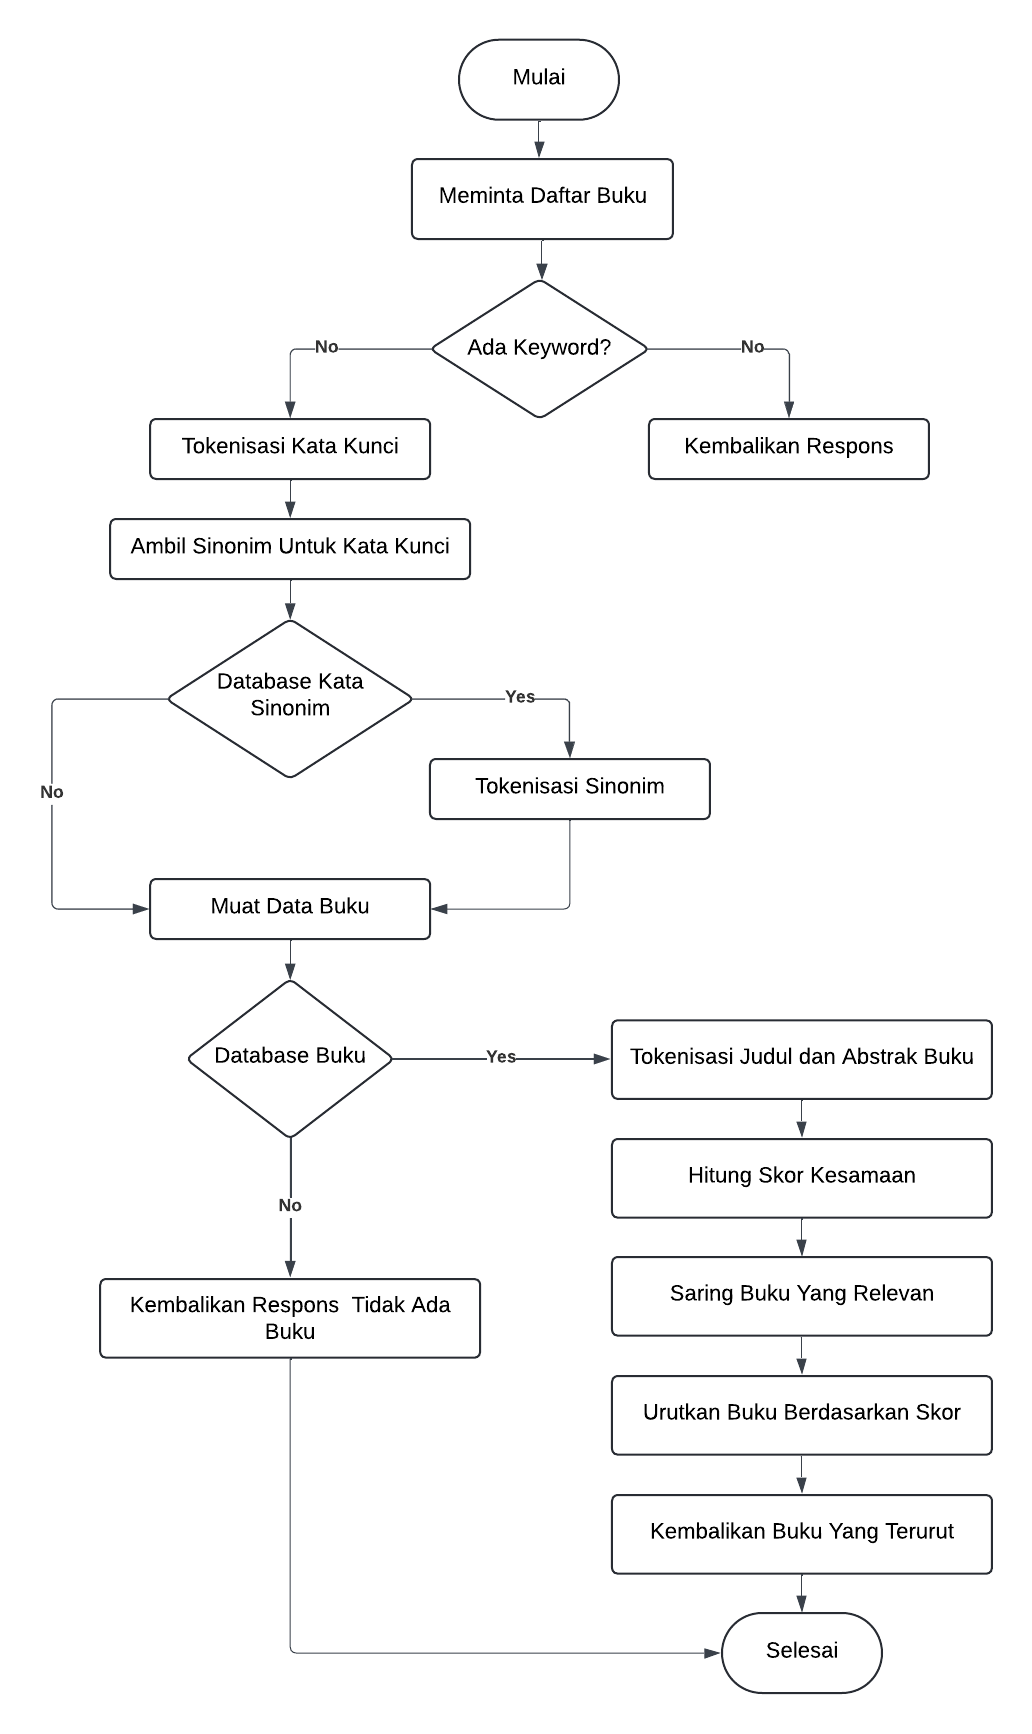 Mulai
Meminta Daftar Buku
Ada Keyword?
No
No
Tokenisasi Kata Kunci
Kembalikan Respons
Ambil Sinonim Untuk Kata Kunci
Database Kata
Sinonim
Yes
No
Tokenisasi Sinonim
Muat Data Buku
Database Buku
Yes
Tokenisasi Judul dan Abstrak Buku
Hitung Skor Kesamaan
No
Saring Buku Yang Relevan
Kembalikan Respons  Tidak Ada
Buku
Urutkan Buku Berdasarkan Skor
Kembalikan Buku Yang Terurut
Selesai